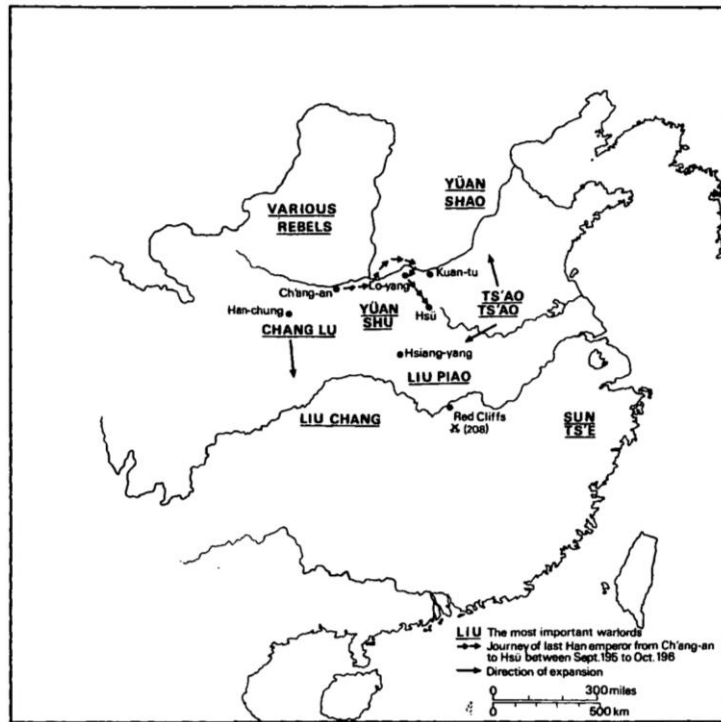 YÜAN
SHAO
VARIOUS
REBELS
Kuan-tu
Ch'ang-an
Lo-yang
TS'AO
TS'AO
Han-chung
YÜAN
SHU
Hsü
CHANG LU
Hsiang-yang
LIU PIAO
LIU CHANG
Red Cliffs
(208)
SUN
TS'E
LIU The most important warlords
Journey of last Han emperor from Ch'ang-an
to Hsü between Sept.195 to Oct.196
Direction of expansion
0 300 miles
0 500 km